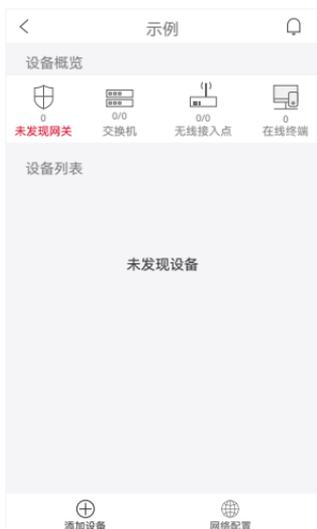 示例
设备概览
0 0/0 0/0 0
未发现网关 交换机 无线接入点 在线终端
设备列表
未发现设备
添加设备 网络配置